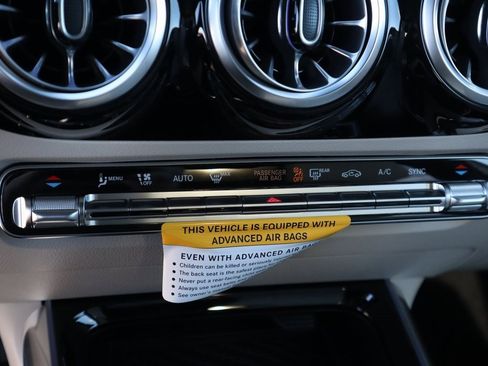 MENU OFF AUTO MAX PASSENGER AIR BAG OFF REAR A/C SYNC
THIS VEHICLE IS EQUIPPED WITH
ADVANCED AIR BAGS
EVEN WITH ADVANCED AIR BAGS
• Children can be killed or seriously
• The back seat is the safest
• Never put a rear-facing
• Always use seat belts
• See owner's